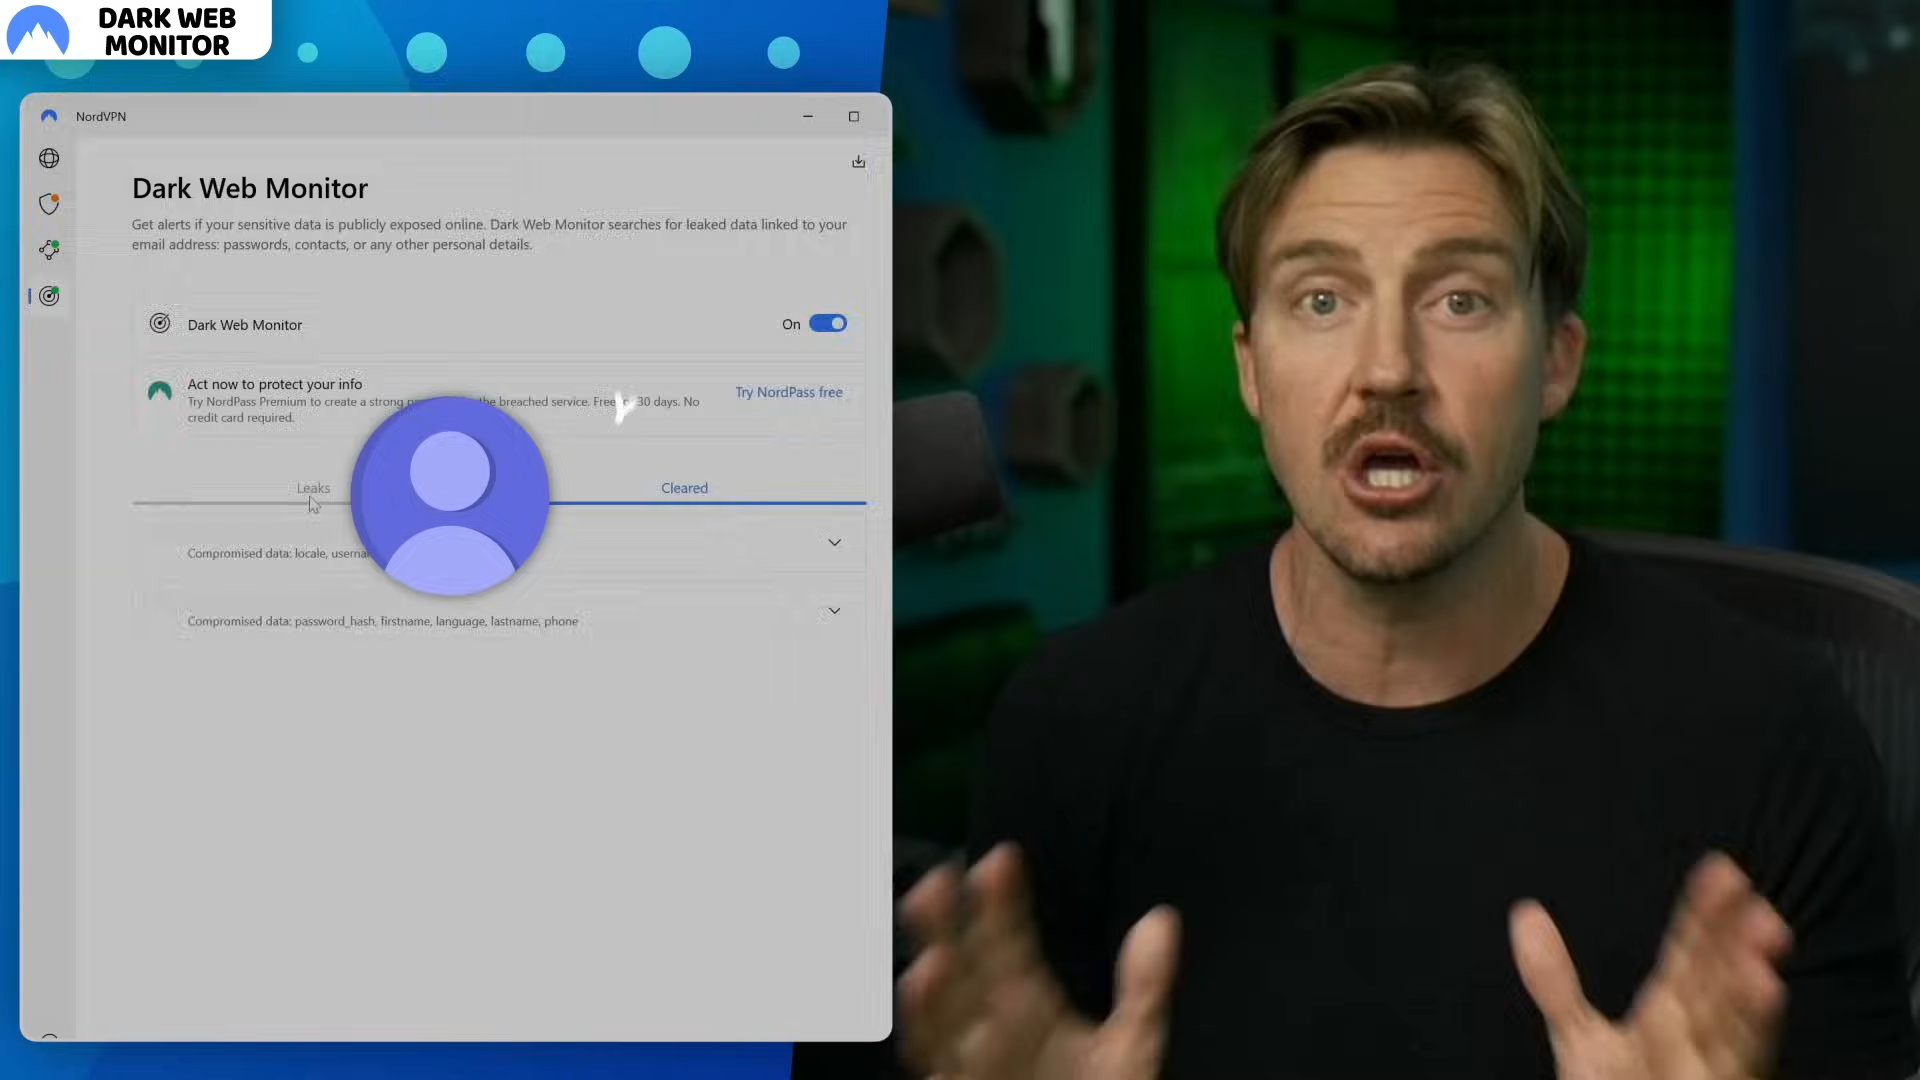 DARK WEB
MONITOR
NordVPN
Dark Web Monitor
Get alerts if your sensitive data is publicly exposed online. Dark Web Monitor searches for leaked data linked to your
email address: passwords, contacts, or any other personal details.
Dark Web Monitor
On
Act now to protect your info
Try NordPass Premium to create a strong the breached service. Free 30 days. No
credit card required.
Try NordPass free
Leaks
Cleared
Compromised data: locale,
Compromised data: password_hash, firstname, language, lastname, phone